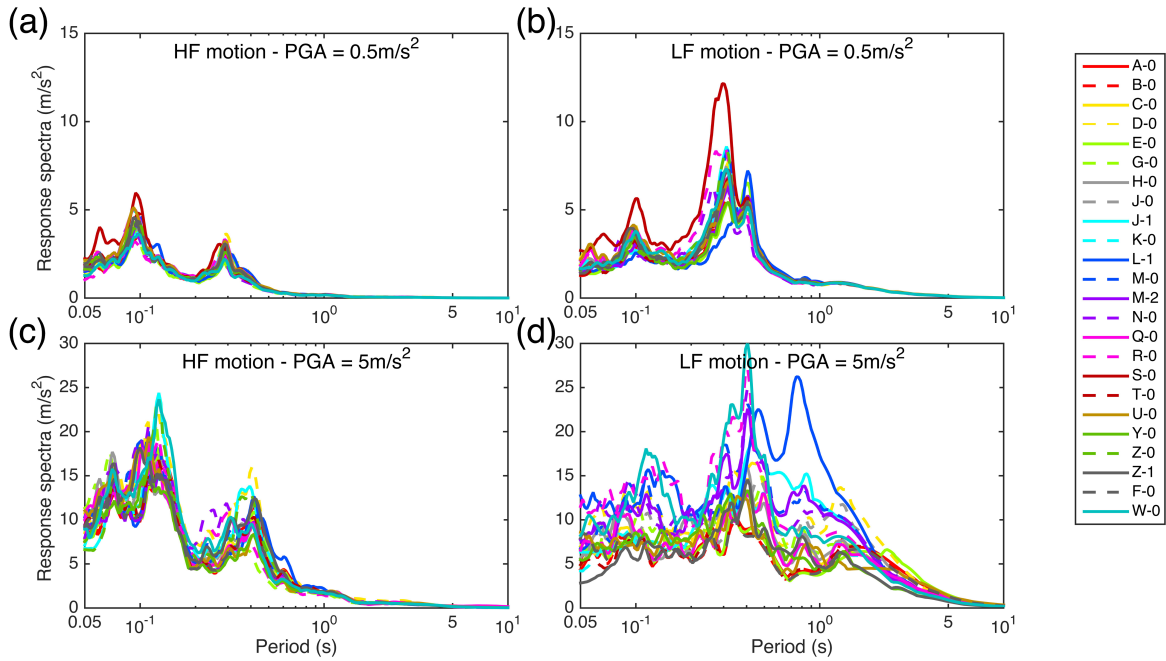 (a)
HF motion - PGA = 0.5m/s²
Response spectra (m/s²)
15
10
5
0
0.05
10⁻¹
10⁰
5
10¹
(b)
LF motion - PGA = 0.5m/s²
15
10
5
0
0.05
10⁻¹
10⁰
5
10¹
(c)
HF motion - PGA = 5m/s²
Response spectra (m/s²)
30
25
20
15
10
5
0
0.05
10⁻¹
10⁰
5
10¹
Period (s)
(d)
LF motion - PGA = 5m/s²
30
25
20
15
10
5
0
0.05
10⁻¹
10⁰
5
10¹
Period (s)
A-0
B-0
C-0
D-0
E-0
G-0
H-0
J-0
J-1
K-0
L-1
M-0
M-2
N-0
Q-0
R-0
S-0
T-0
U-0
Y-0
Z-0
Z-1
F-0
W-0